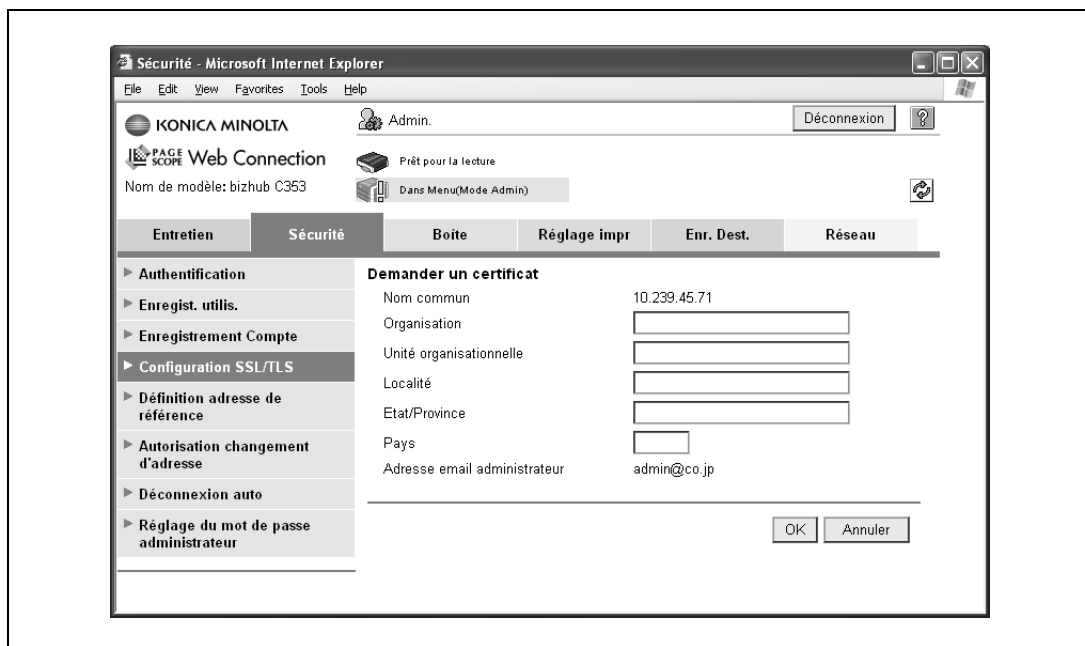 Sécurité - Microsoft Internet Explorer
File Edit View Favorites Tools Help
KONICA MINOLTA
Admin.
Déconnexion
?
PAGE SCOPE Web Connection
Prêt pour la lecture
Nom de modèle: bizhub C353
Dans Menu(Mode Admin)
Entretien Sécurité Boîte Réglage impr Enr. Dest. Réseau
Authentification
Enregist. utilis.
Enregistrement Compte
Configuration SSL/TLS
Définition adresse de
référence
Autorisation changement
d'adresse
Déconnexion auto
Réglage du mot de passe
administrateur
Demander un certificat
Nom commun 10.239.45.71
Organisation
Unité organisationnelle
Localité
Etat/Province
Pays
Adresse email administrateur admin@co.jp
OK Annuler